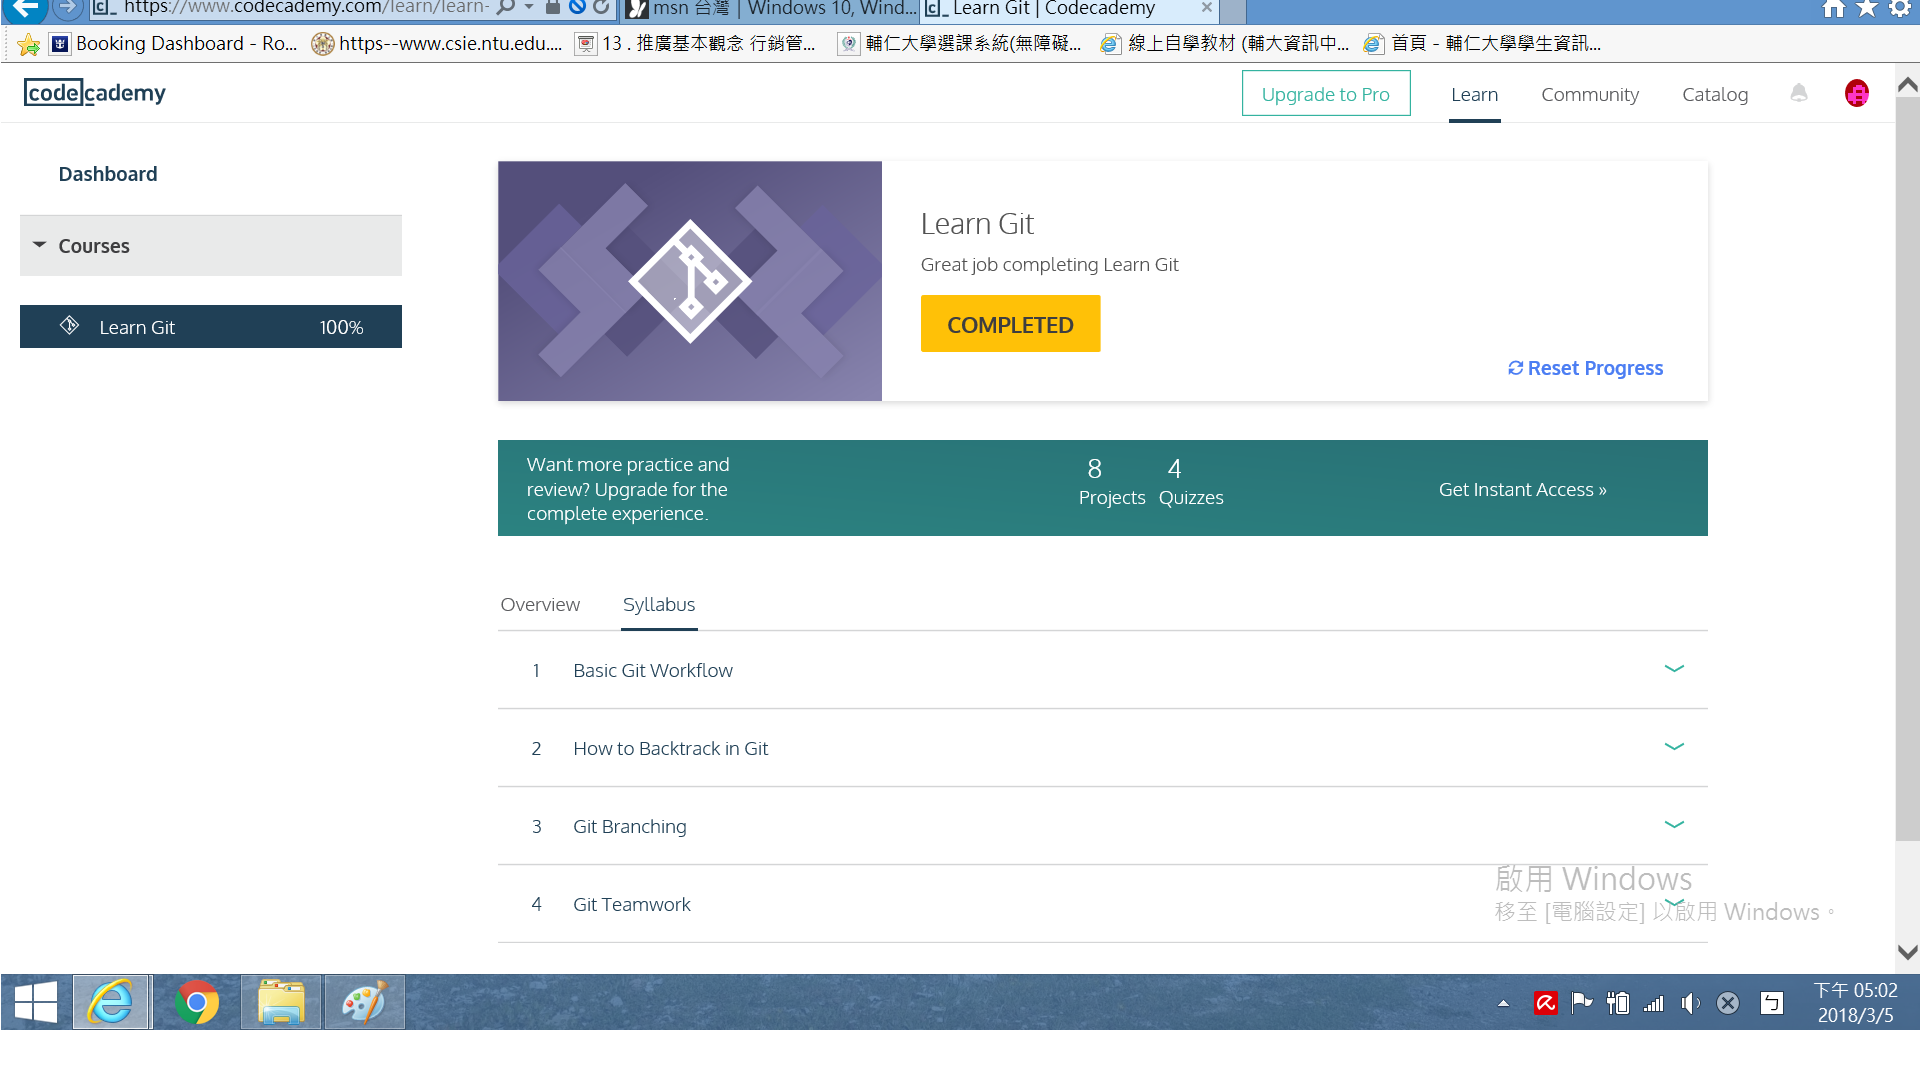 https://www.codecademy.com/learn/learn-
msn 台灣 | Windows 10, Wind...
Learn Git | Codecademy
Booking Dashboard - Ro...
https--www.csie.ntu.edu....
13 . 推廣基本觀念 行銷管...
輔仁大學選課系統(無障礙...
線上自學教材 (輔大資訊中...
首頁 - 輔仁大學學生資訊...
codecademy
Upgrade to Pro
Learn
Community
Catalog
Dashboard
Courses
Learn Git 100%
Learn Git
Great job completing Learn Git
COMPLETED
Reset Progress
Want more practice and
review? Upgrade for the
complete experience.
8
Projects
4
Quizzes
Get Instant Access »
Overview
Syllabus
1 Basic Git Workflow
2 How to Backtrack in Git
3 Git Branching
4 Git Teamwork
啟用 Windows
移至 [電腦設定] 以啟用 Windows。
ㄅ
下午 05:02
2018/3/5